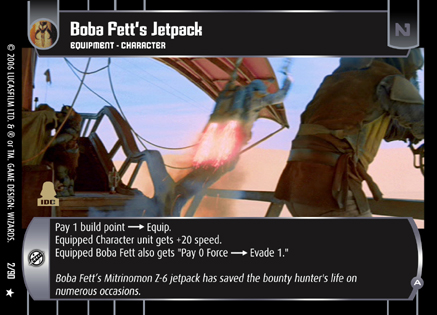 Boba Fett's Jetpack
EQUIPMENT - CHARACTER
N
© 2006 LUCASFILM LTD. & ® or TM. GAME DESIGN: WIZARDS.
2/90
★
IDC
Pay 1 build point → Equip.
Equipped Character unit gets +20 speed.
Equipped Boba Fett also gets "Pay 0 Force → Evade 1."
Boba Fett's Mitrinomon Z-6 jetpack has saved the bounty hunter's life on
numerous occasions.
A